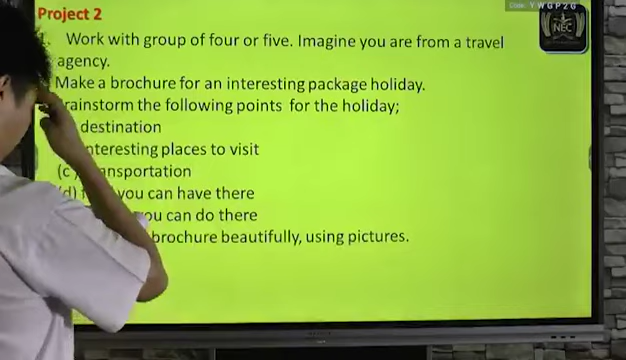 Project 2
Work with group of four or five. Imagine you are from a travel
agency.
Make a brochure for an interesting package holiday.
rainstorm the following points for the holiday;
destination
nteresting places to visit
(c) ansportation
(d) you can have there
ou can do there
brochure beautifully, using pictures.
Code: Y W G P 2 G
NEC